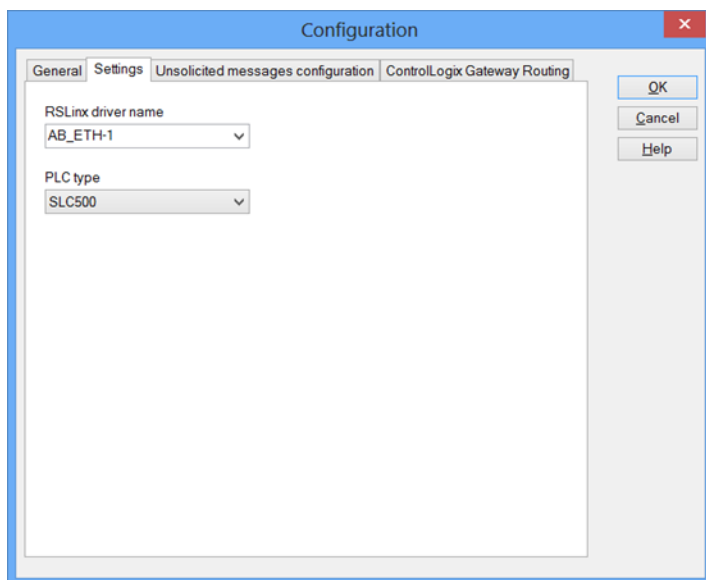 Configuration
General Settings Unsolicited messages configuration ControlLogix Gateway Routing
OK
RSLinx driver name
Cancel
AB_ETH-1
Help
PLC type
SLC500